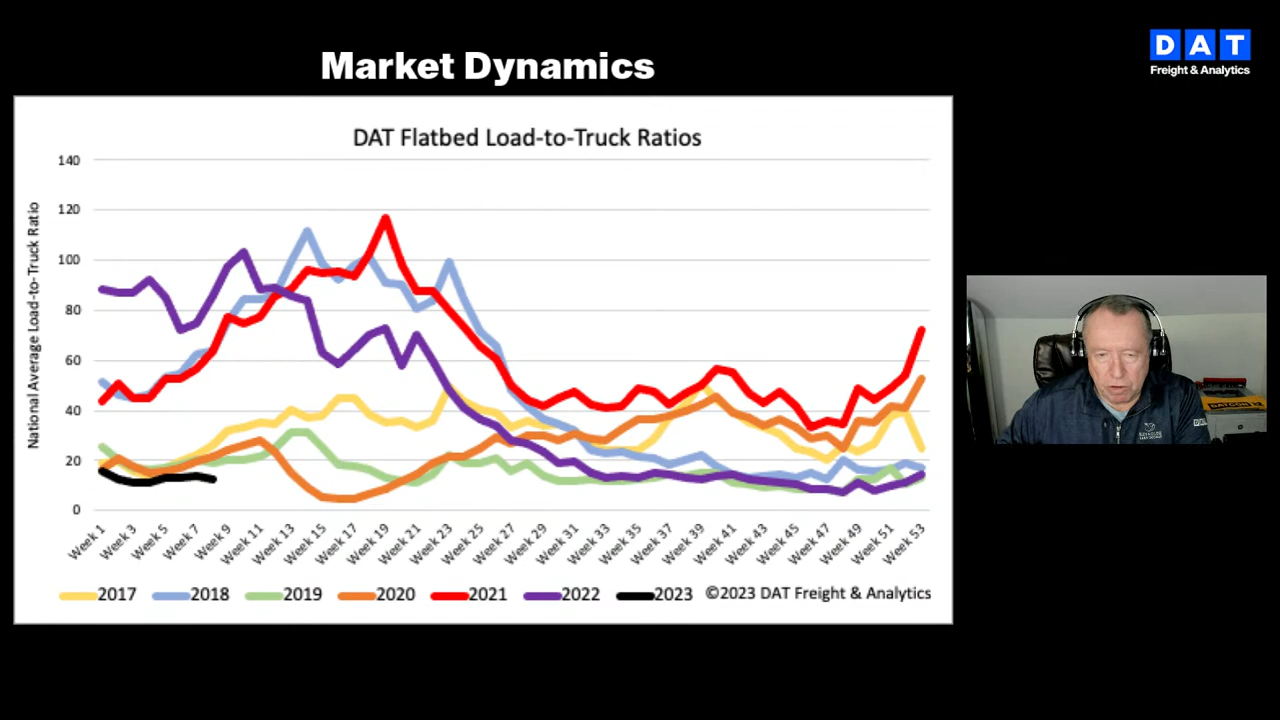 Market Dynamics
DAT
Freight & Analytics
DAT Flatbed Load-to-Truck Ratios
National Average Load-to-Truck Ratio
140
120
100
80
60
40
20
0
Week 1
Week 3
Week 5
Week 7
Week 9
Week 11
Week 13
Week 15
Week 17
Week 19
Week 21
Week 23
Week 25
Week 27
Week 29
Week 31
Week 33
Week 35
Week 37
Week 39
Week 41
Week 43
Week 45
Week 47
Week 49
Week 51
Week 53
2017 2018 2019 2020 2021 2022 2023 ©2023 DAT Freight & Analytics